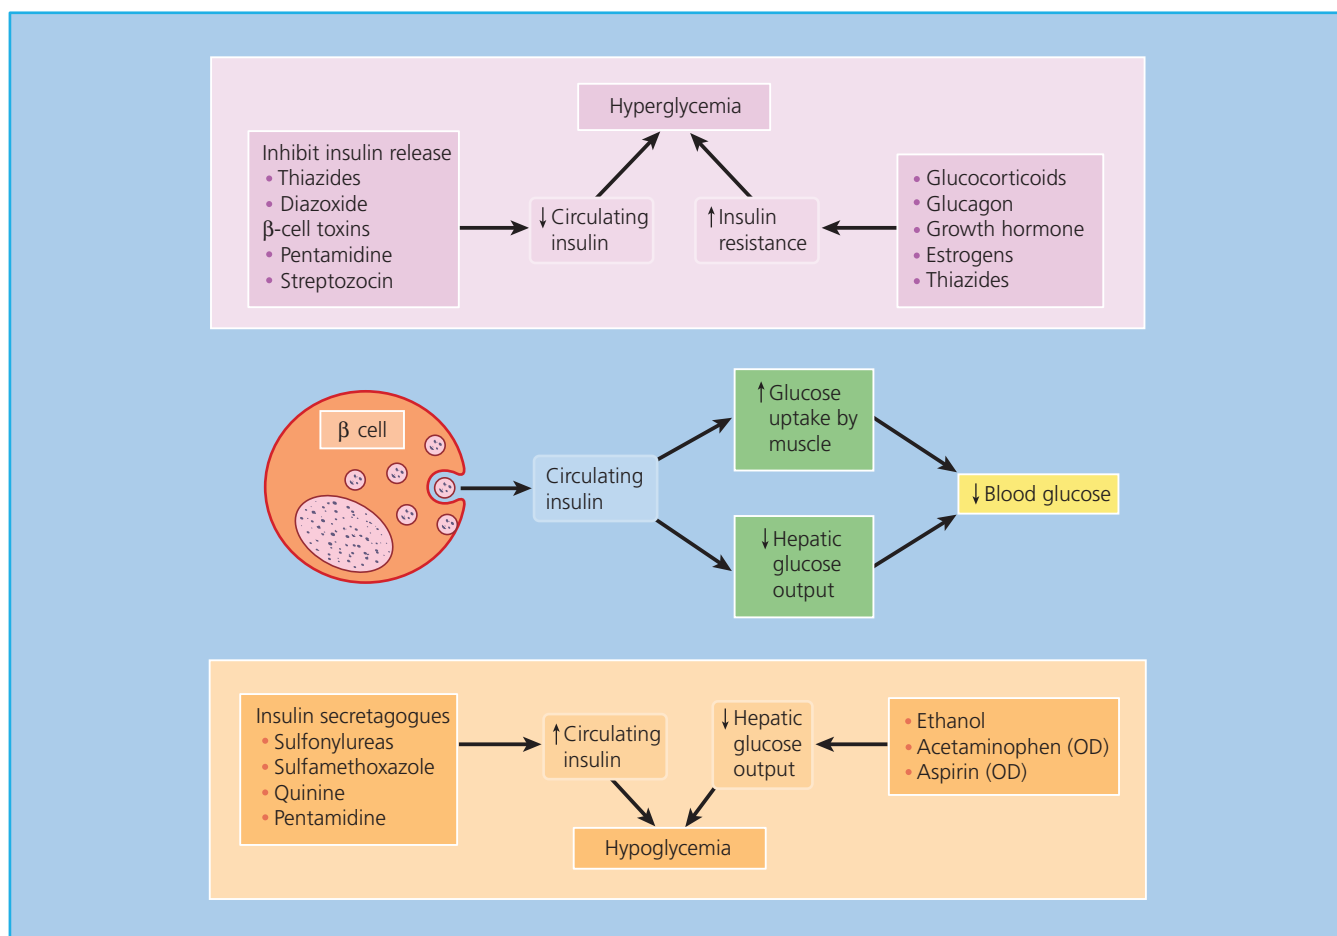 Hyperglycemia
Inhibit insulin release
• Thiazides
• Diazoxide
β-cell toxins
• Pentamidine
• Streptozocin
↓ Circulating
insulin
↑ Insulin
resistance
• Glucocorticoids
• Glucagon
• Growth hormone
• Estrogens
• Thiazides
β cell
Circulating
insulin
↑ Glucose
uptake by
muscle
↓ Hepatic
glucose
output
↓ Blood glucose
Insulin secretagogues
• Sulfonylureas
• Sulfamethoxazole
• Quinine
• Pentamidine
↑ Circulating
insulin
↓ Hepatic
glucose
output
• Ethanol
• Acetaminophen (OD)
• Aspirin (OD)
Hypoglycemia